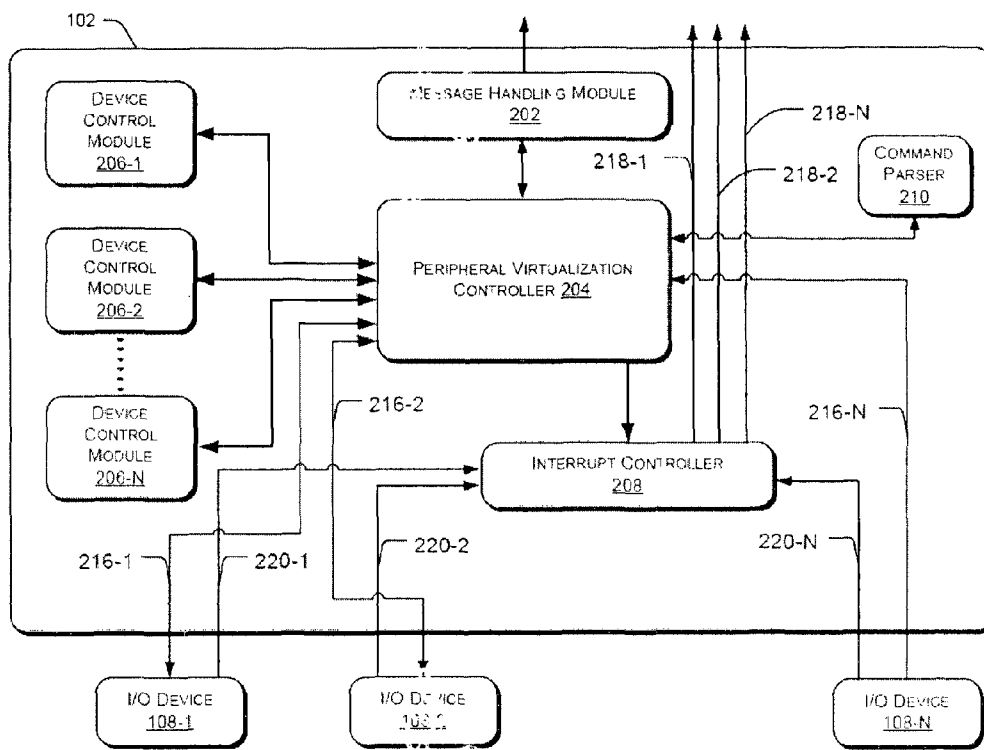 102
DEVICE
CONTROL
MODULE
206-1
MESSAGE HANDLING MODULE
202
218-N
218-1
218-2
COMMAND
PARSER
210
DEVICE
CONTROL
MODULE
206-2
PERIPHERAL VIRTUALIZATION
CONTROLLER 204
DEVICE
CONTROL
MODULE
206-N
216-2
216-N
INTERRUPT CONTROLLER
208
216-1
220-1
220-2
220-N
I/O DEVICE
108-1
I/O DEVICE
108-2
I/O DEVICE
108-N